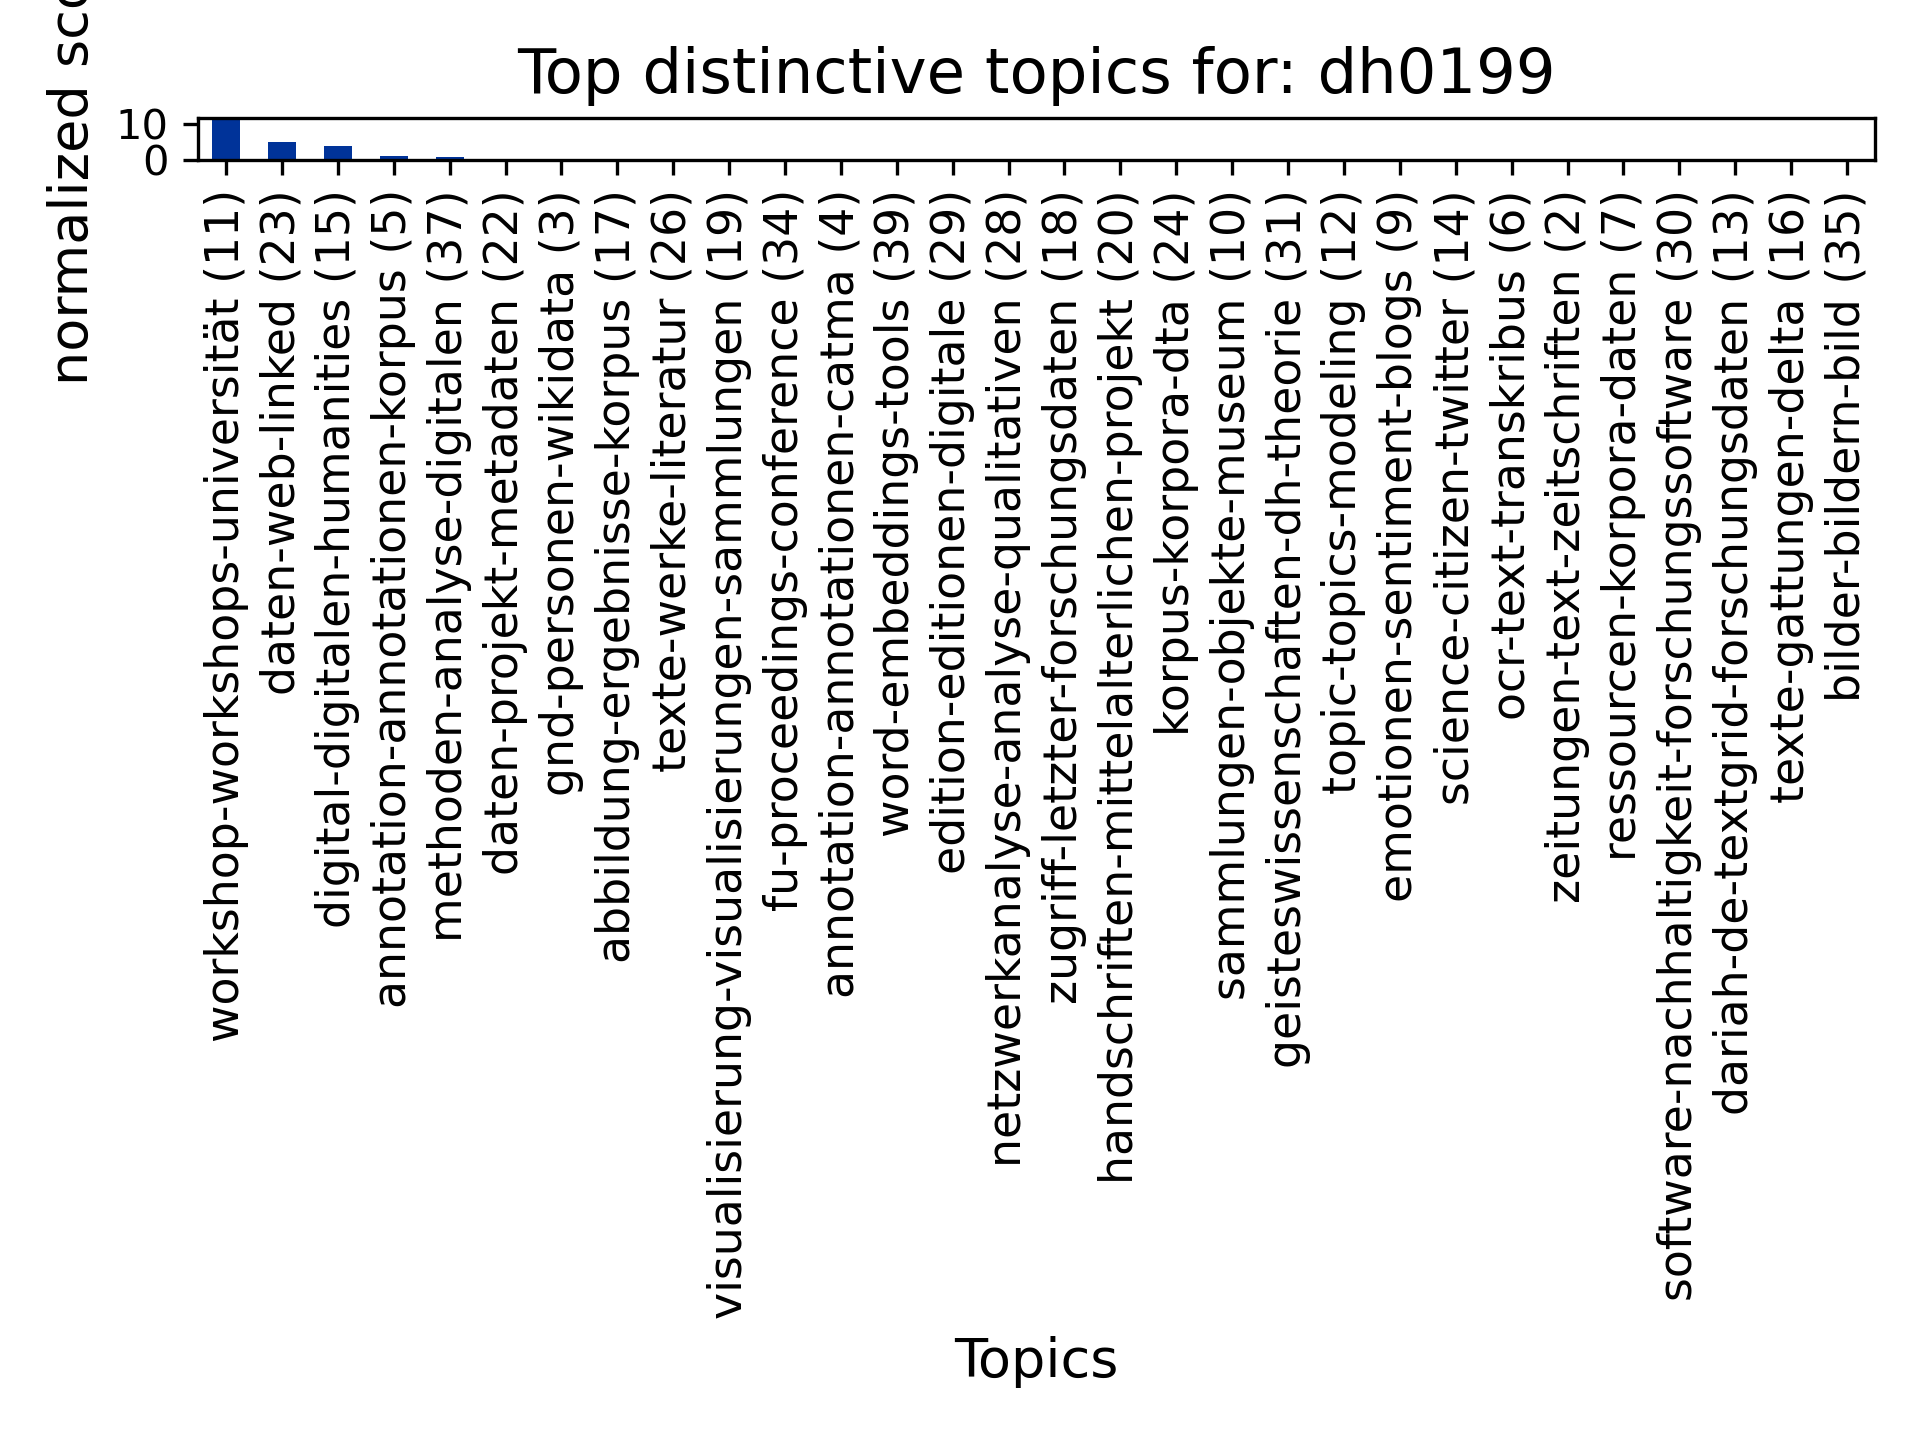 Top distinctive topics for: dh0199
normalized sco
10
0
workshop-workshops-universität (11)
daten-web-linked (23)
digital-digitalen-humanities (15)
annotation-annotationen-korpus (5)
methoden-analyse-digitalen (37)
daten-projekt-metadaten (22)
gnd-personen-wikidata (3)
abbildung-ergebnisse-korpus (17)
texte-werke-literatur (26)
visualisierung-visualisierungen-sammlungen (19)
fu-proceedings-conference (34)
annotation-annotationen-catma (4)
word-embeddings-tools (39)
edition-editionen-digitale (29)
netzwerkanalyse-analyse-qualitativen (28)
zugriff-letzter-forschungsdaten (18)
handschriften-mittelalterlichen-projekt (20)
korpus-korpora-dta (24)
sammlungen-objekte-museum (10)
geisteswissenschaften-dh-theorie (31)
topic-topics-modeling (12)
emotionen-sentiment-blogs (9)
science-citizen-twitter (14)
ocr-text-transkribus (6)
zeitungen-text-zeitschriften (2)
ressourcen-korpora-daten (7)
software-nachhaltigkeit-forschungssoftware (30)
dariah-de-textgrid-forschungsdaten (13)
texte-gattungen-delta (16)
bilder-bildern-bild (35)
Topics